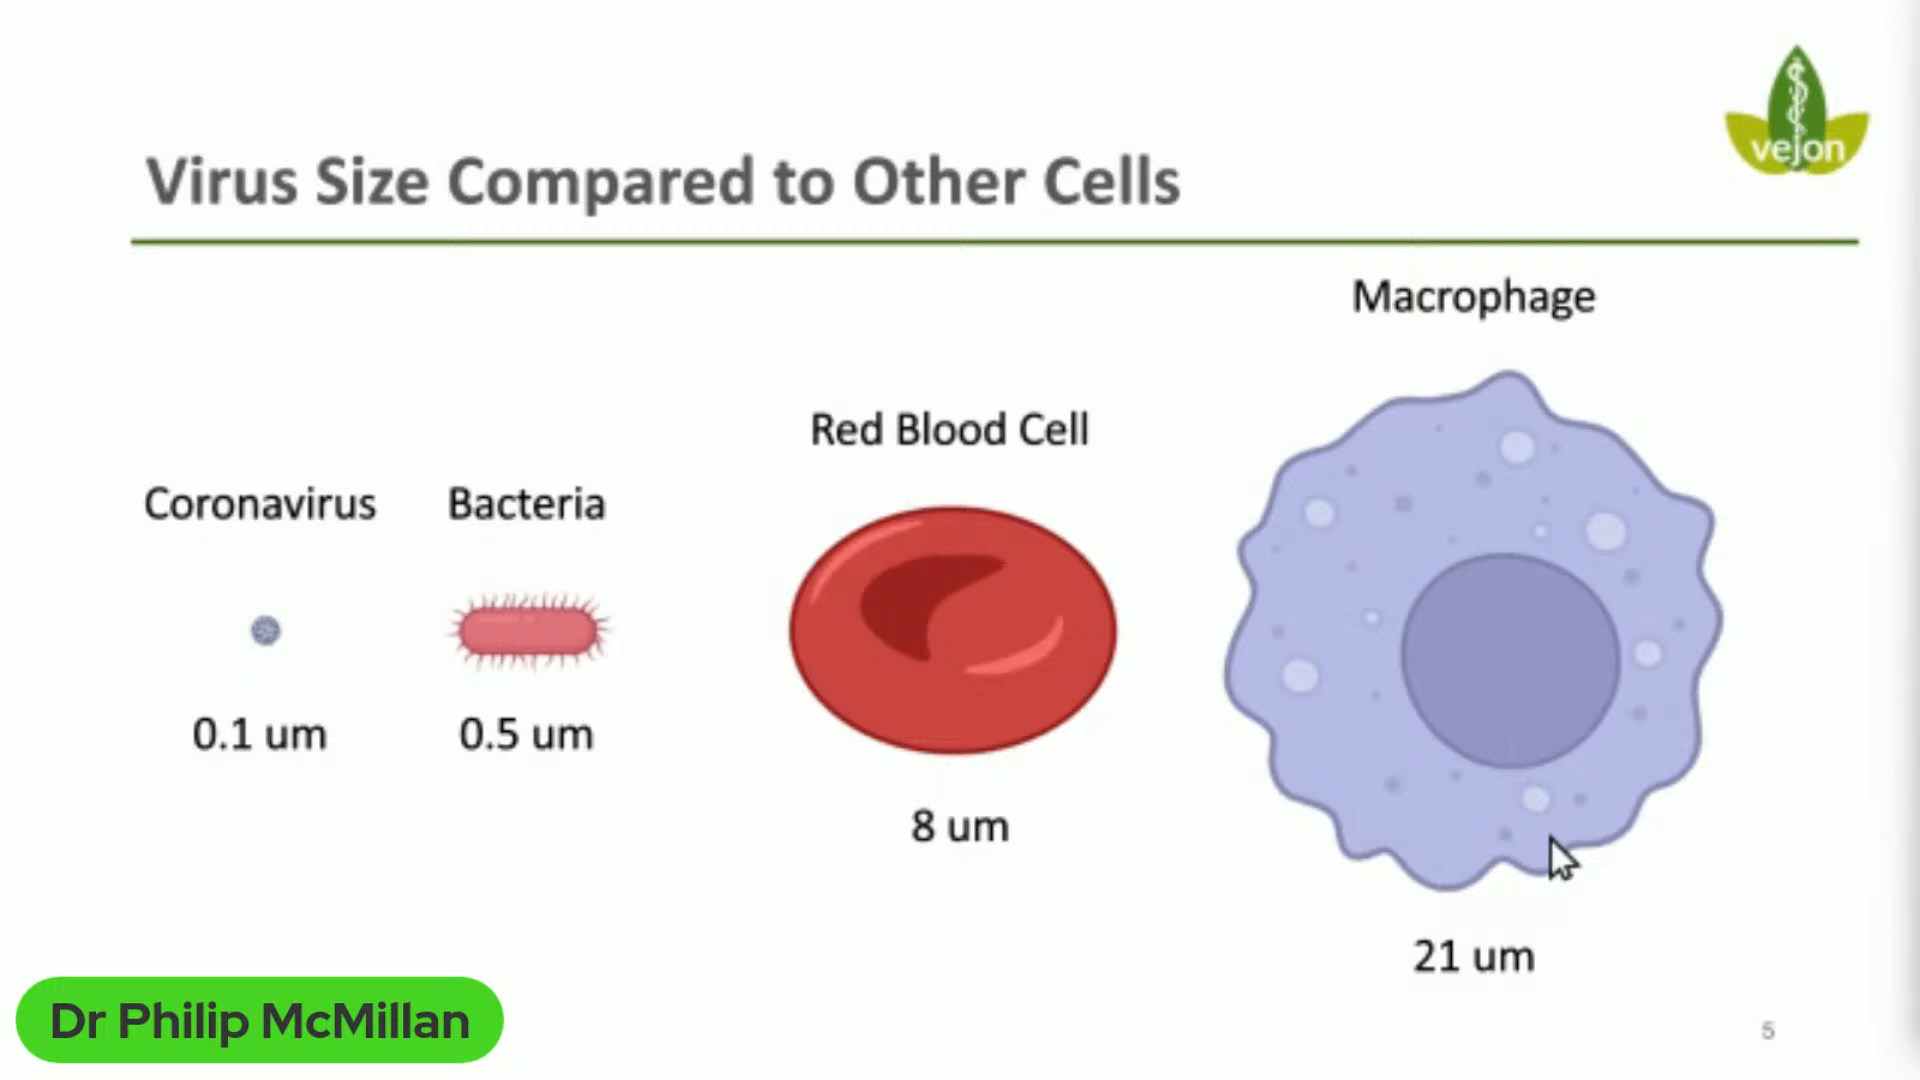 vejon
Virus Size Compared to Other Cells
Macrophage
Red Blood Cell
Coronavirus
Bacteria
0.1 um
0.5 um
8 um
21 um
Dr Philip McMillan
5